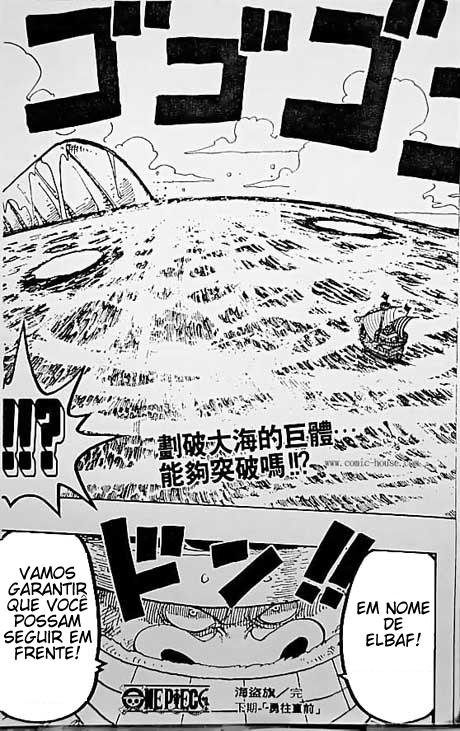 ゴゴゴゴ
!!?
劃破大海的巨體…
能夠突破嗎!!?
www.comic-house.
ドン!!
EM NOME
DE
ELBAF!
VAMOS
GARANTIR
QUE VOCÊ
POSSAM
SEGUIR EM
FRENTE!
ONE PIECE
海盜旗／完
下期-「勇往直前」